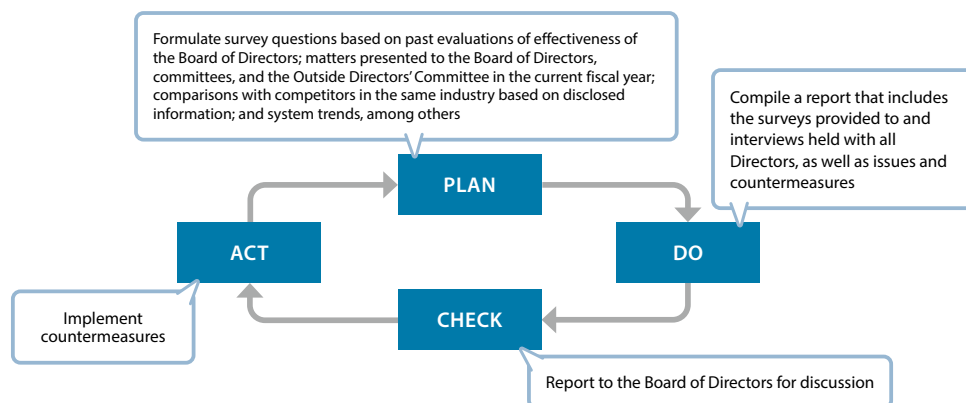 Formulate survey questions based on past evaluations of effectiveness of
the Board of Directors; matters presented to the Board of Directors,
committees, and the Outside Directors’ Committee in the current fiscal year;
comparisons with competitors in the same industry based on disclosed
information; and system trends, among others
Compile a report that includes
the surveys provided to and
interviews held with all
Directors, as well as issues and
countermeasures
PLAN
ACT
DO
CHECK
Implement
countermeasures
Report to the Board of Directors for discussion